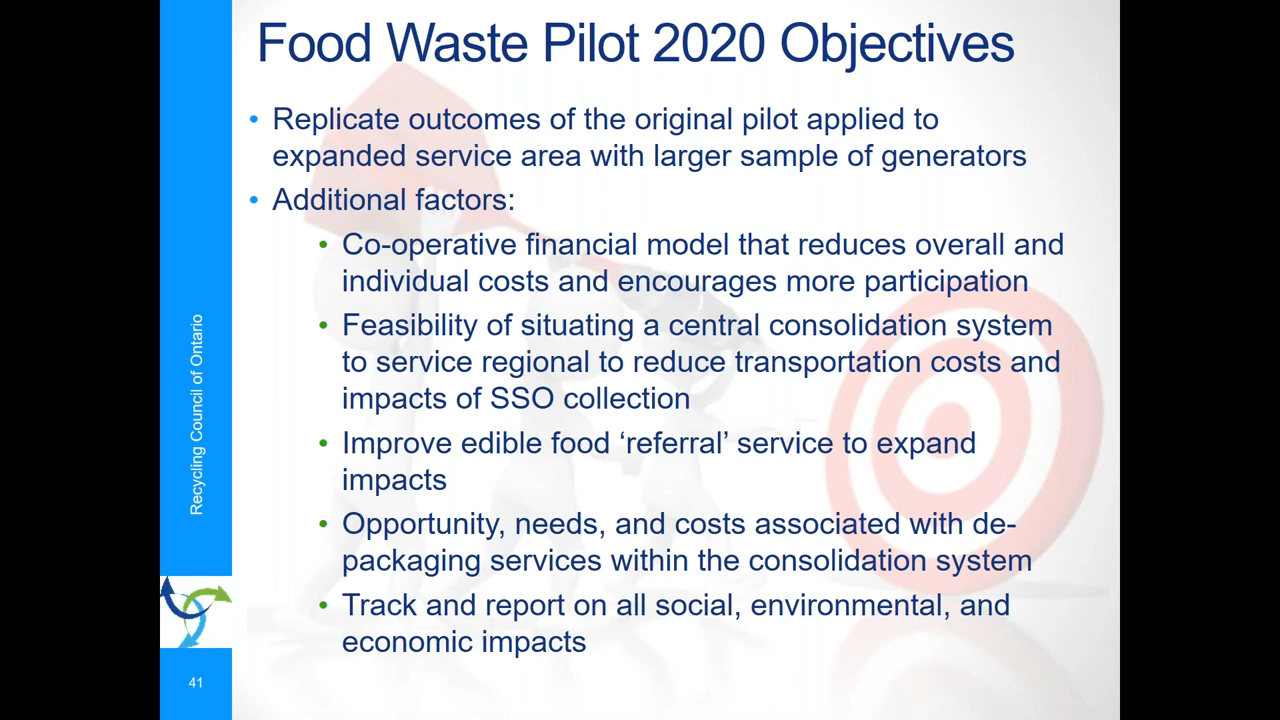 Food Waste Pilot 2020 Objectives
• Replicate outcomes of the original pilot applied to
expanded service area with larger sample of generators
• Additional factors:
• Co-operative financial model that reduces overall and
individual costs and encourages more participation
• Feasibility of situating a central consolidation system
to service regional to reduce transportation costs and
impacts of SSO collection
• Improve edible food ‘referral’ service to expand
impacts
• Opportunity, needs, and costs associated with de-
packaging services within the consolidation system
• Track and report on all social, environmental, and
economic impacts
Recycling Council of Ontario
41